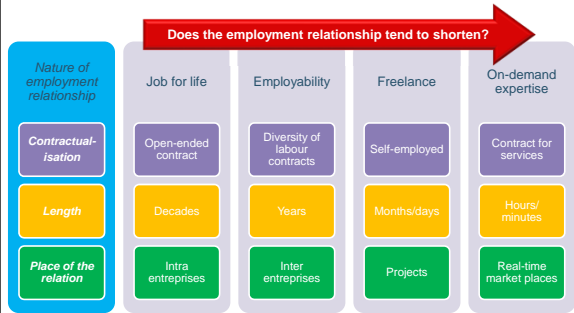 Does the employment relationship tend to shorten?
Nature of
employment
relationship
Job for life
Employability
Freelance
On-demand
expertise
Contractual-
isation
Open-ended
contract
Diversity of
labour
contracts
Self-employed
Contract for
services
Length
Decades
Years
Months/days
Hours/
minutes
Place of the
relation
Intra
entreprises
Inter
entreprises
Projects
Real-time
market places